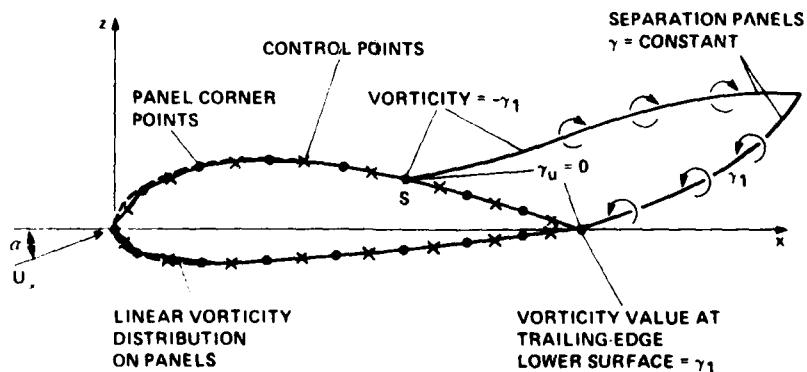 z
SEPARATION PANELS
γ = CONSTANT
CONTROL POINTS
PANEL CORNER
POINTS
VORTICITY = -γ₁
γᵤ = 0
S
γ₁
α
x
U
LINEAR VORTICITY
DISTRIBUTION
ON PANELS
VORTICITY VALUE AT
TRAILING-EDGE
LOWER SURFACE = γ₁